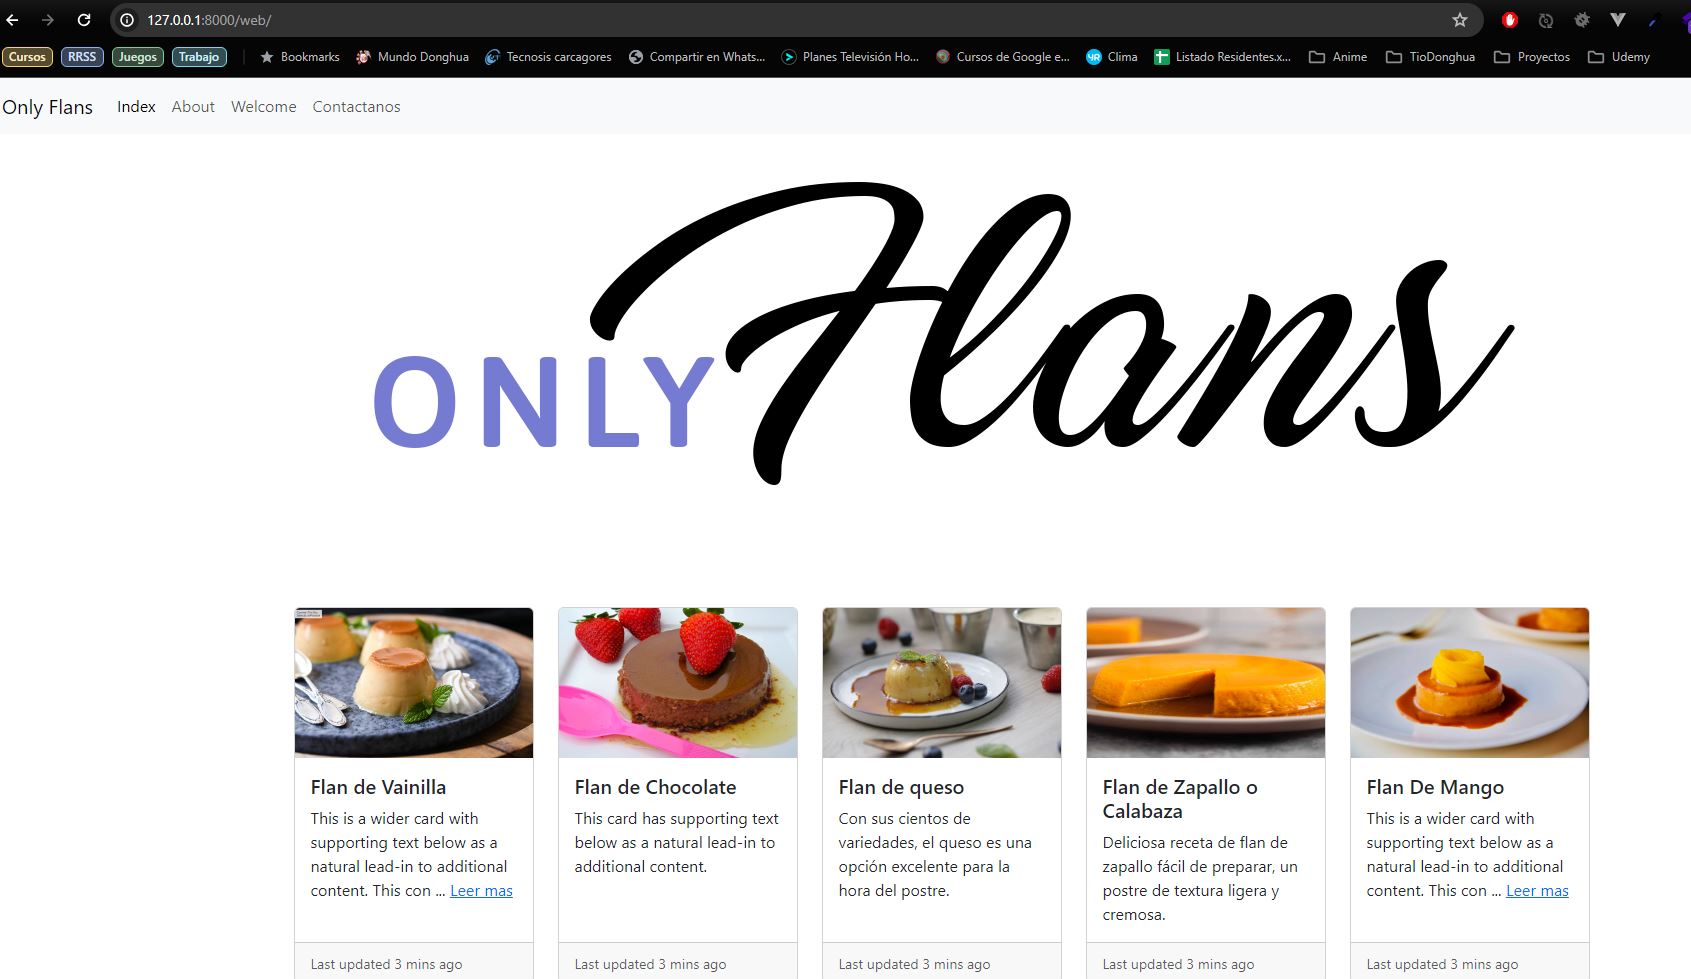 127.0.0.1:8000/web/
Cursos RRSS Juegos Trabajo Bookmarks Mundo Donghua Tecnosis carcagores Compartir en Whats... Planes Televisión Ho... Cursos de Google e... Clima Listado Residentes.x... Anime TioDonghua Proyectos Udemy
Only Flans Index About Welcome Contactanos
ONLY Flans
Flan de Vainilla
This is a wider card with
supporting text below as a
natural lead-in to additional
content. This con ... Leer mas
Last updated 3 mins ago
Flan de Chocolate
This card has supporting text
below as a natural lead-in to
additional content.
Last updated 3 mins ago
Flan de queso
Con sus cientos de
variedades, el queso es una
opción excelente para la
hora del postre.
Last updated 3 mins ago
Flan de Zapallo o
Calabaza
Deliciosa receta de flan de
zapallo fácil de preparar, un
postre de textura ligera y
cremosa.
Last updated 3 mins ago
Flan De Mango
This is a wider card with
supporting text below as a
natural lead-in to additional
content. This con ... Leer mas
Last updated 3 mins ago